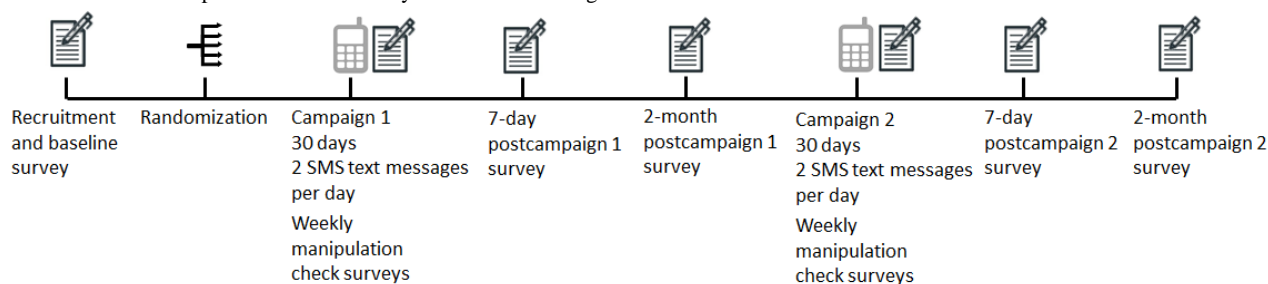 Recruitment
and baseline
survey
Randomization
Campaign 1
30 days
2 SMS text messages
per day
Weekly
manipulation
check surveys
7-day
postcampaign 1
survey
2-month
postcampaign 1
survey
Campaign 2
30 days
2 SMS text messages
per day
Weekly
manipulation
check surveys
7-day
postcampaign 2
survey
2-month
postcampaign 2
survey